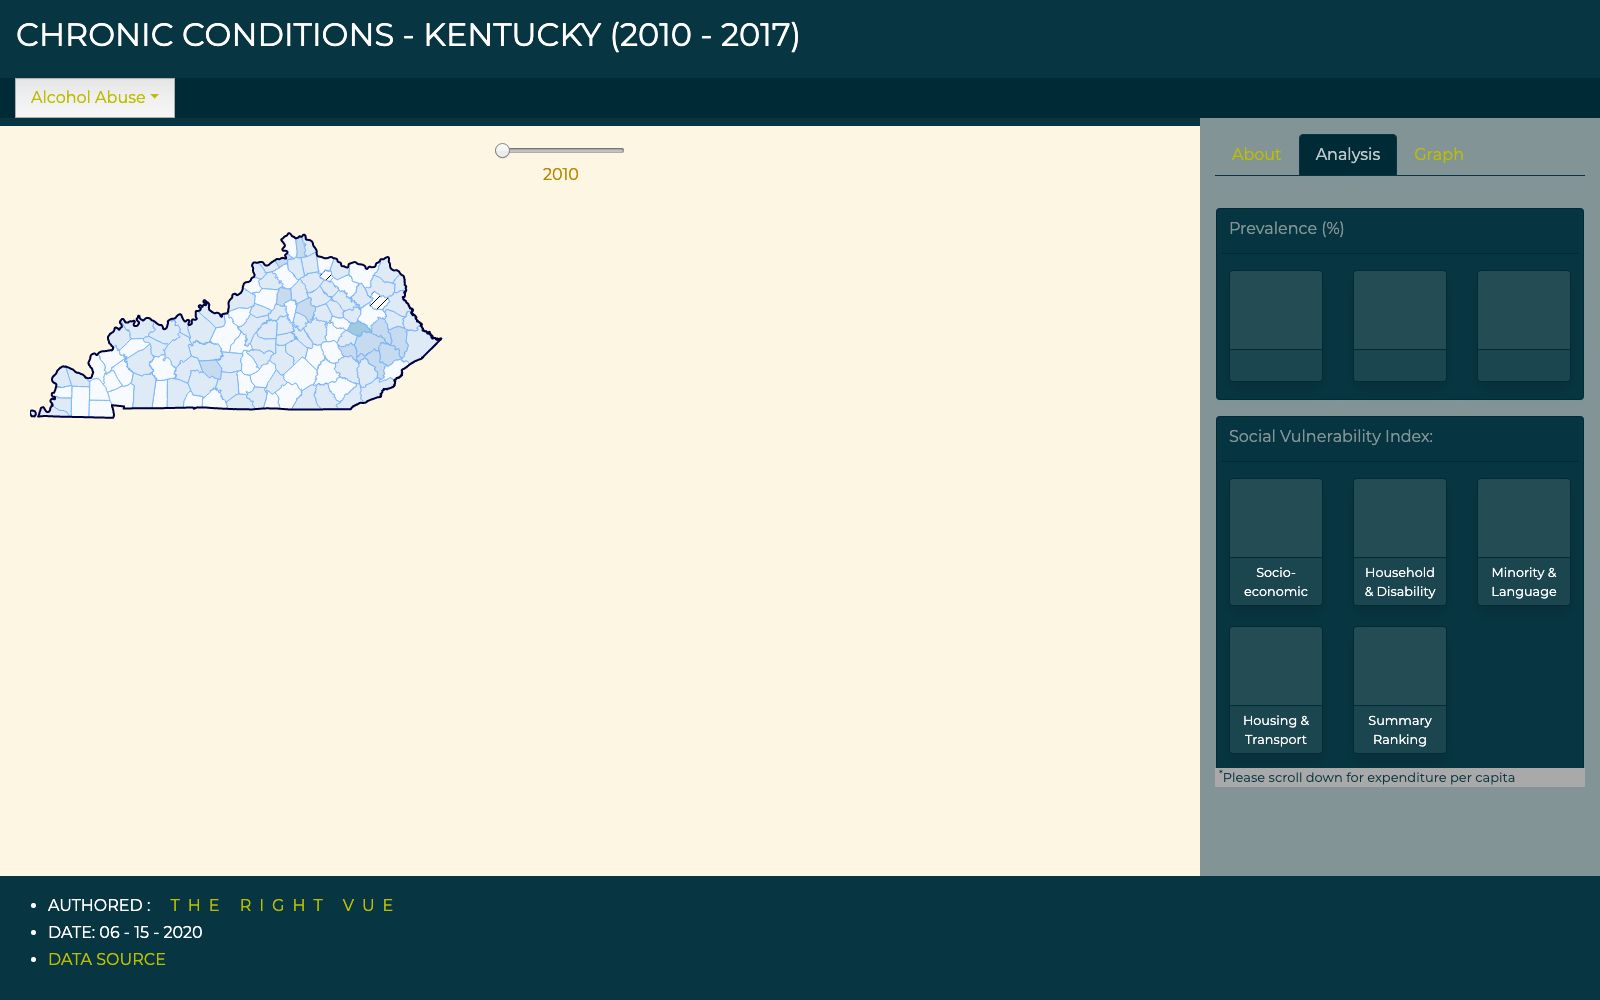 CHRONIC CONDITIONS - KENTUCKY (2010 - 2017)
Alcohol Abuse
2010
About Analysis Graph
Prevalence (%)
Social Vulnerability Index:
Socio-
economic
Household
& Disability
Minority &
Language
Housing &
Transport
Summary
Ranking
*Please scroll down for expenditure per capita
AUTHORED : THE RIGHT VUE
DATE: 06 - 15 - 2020
DATA SOURCE